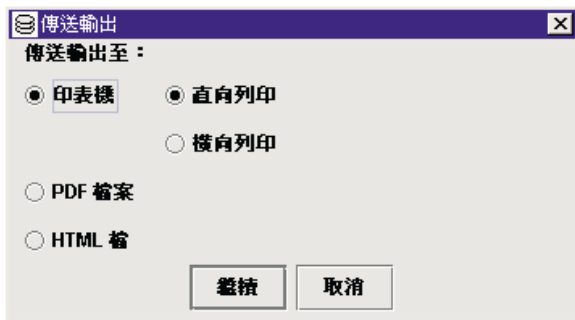 傳送輸出
傳送輸出至：
印表機 直向列印
橫向列印
PDF 檔案
HTML 檔
繼續 取消